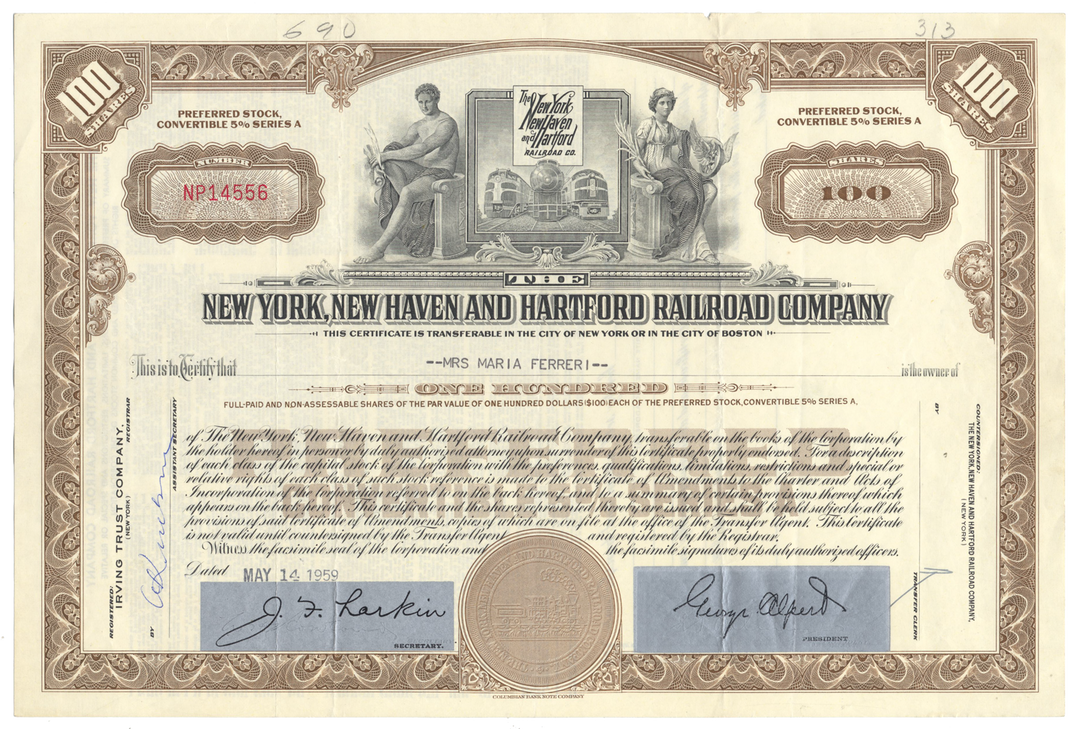 690
313
100 SHARES
100 SHARES
PREFERRED STOCK,
CONVERTIBLE 5% SERIES A
PREFERRED STOCK,
CONVERTIBLE 5% SERIES A
NUMBER
NP14556
The New York, New Haven and Hartford RAILROAD CO.
SHARES
100
THE
NEW YORK, NEW HAVEN AND HARTFORD RAILROAD COMPANY
THIS CERTIFICATE IS TRANSFERABLE IN THE CITY OF NEW YORK OR IN THE CITY OF BOSTON
This is to Certify that --MRS MARIA FERRERI-- is the owner of
ONE HUNDRED
FULL-PAID AND NON-ASSESSABLE SHARES OF THE PAR VALUE OF ONE HUNDRED DOLLARS ($100) EACH OF THE PREFERRED STOCK, CONVERTIBLE 5% SERIES A,
of The New York, New Haven and Hartford Railroad Company, transferable on the books of the Corporation by
the holder hereof in person or by duly authorized attorney upon surrender of this certificate properly endorsed. For a description
of each class of the capital stock of the Corporation with the preferences, qualifications, limitations, restrictions and special or
relative rights of each class of such stock reference is made to the Certificate of Amendments to the Charter and Acts of
Incorporation of the Corporation referred to on the back hereof, and to a summary of certain provisions thereof which
appears on the back hereof. This certificate and the shares represented thereby are issued and shall be held subject to all the
provisions of said Certificate of Amendments, copies of which are on file at the office of the Transfer Agent. This Certificate
is not valid until countersigned by the Transfer Agent and registered by the Registrar.
Witness the facsimile seal of the Corporation and the facsimile signatures of its duly authorized officers.
Dated MAY 14 1959
J. F. Larkin
SECRETARY.
George Alpert
PRESIDENT
REGISTERED:
IRVING TRUST COMPANY,
(NEW YORK) REGISTRAR
BY
ASSISTANT SECRETARY
COUNTERSIGNED:
THE NEW YORK, NEW HAVEN AND HARTFORD RAILROAD COMPANY,
(NEW YORK)
BY
TRANSFER CLERK
COLUMBIAN BANK NOTE COMPANY